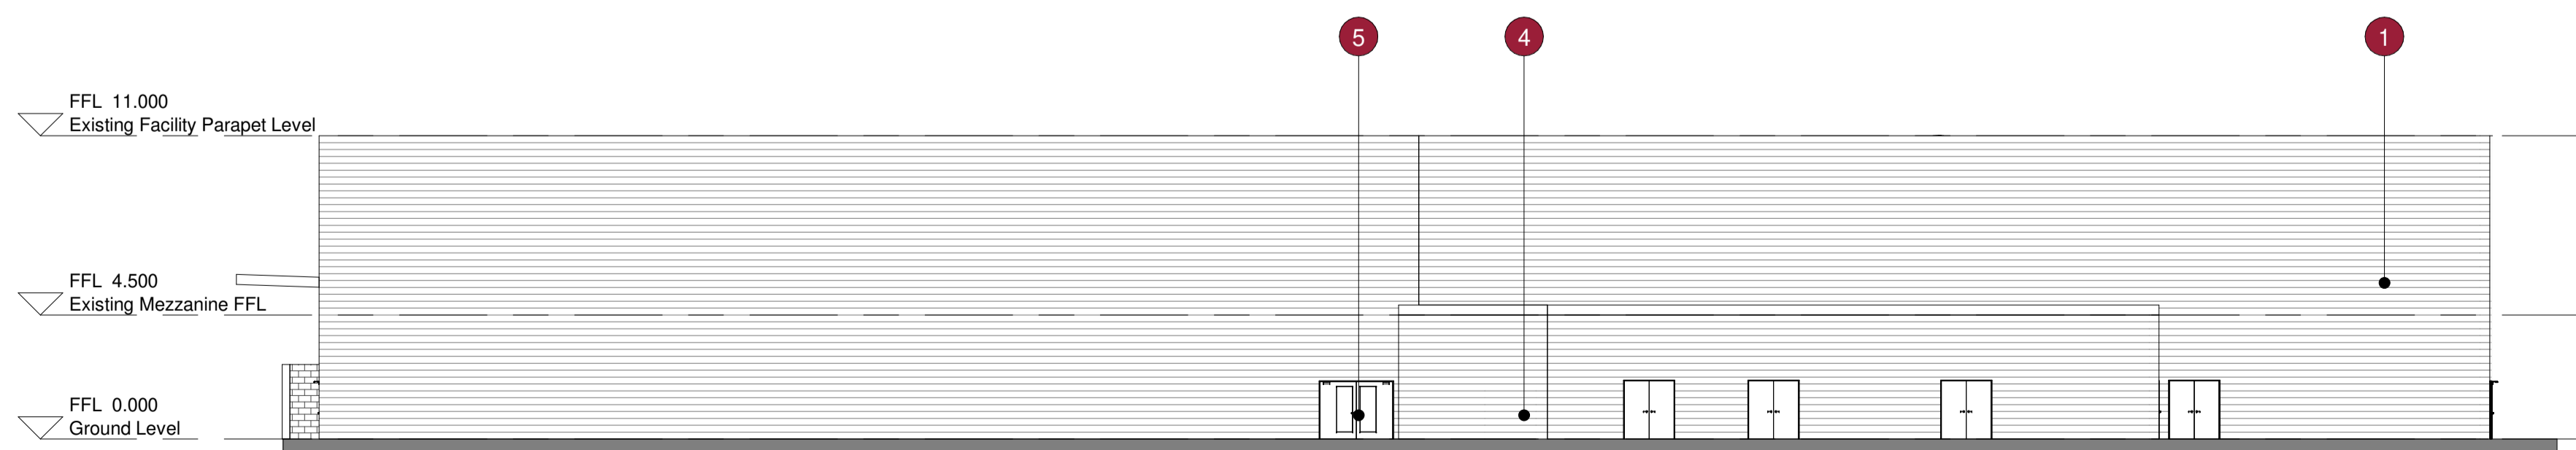 5
4
1
FFL 11.000
Existing Facility Parapet Level
FFL 4.500
Existing Mezzanine FFL
FFL 0.000
Ground Level